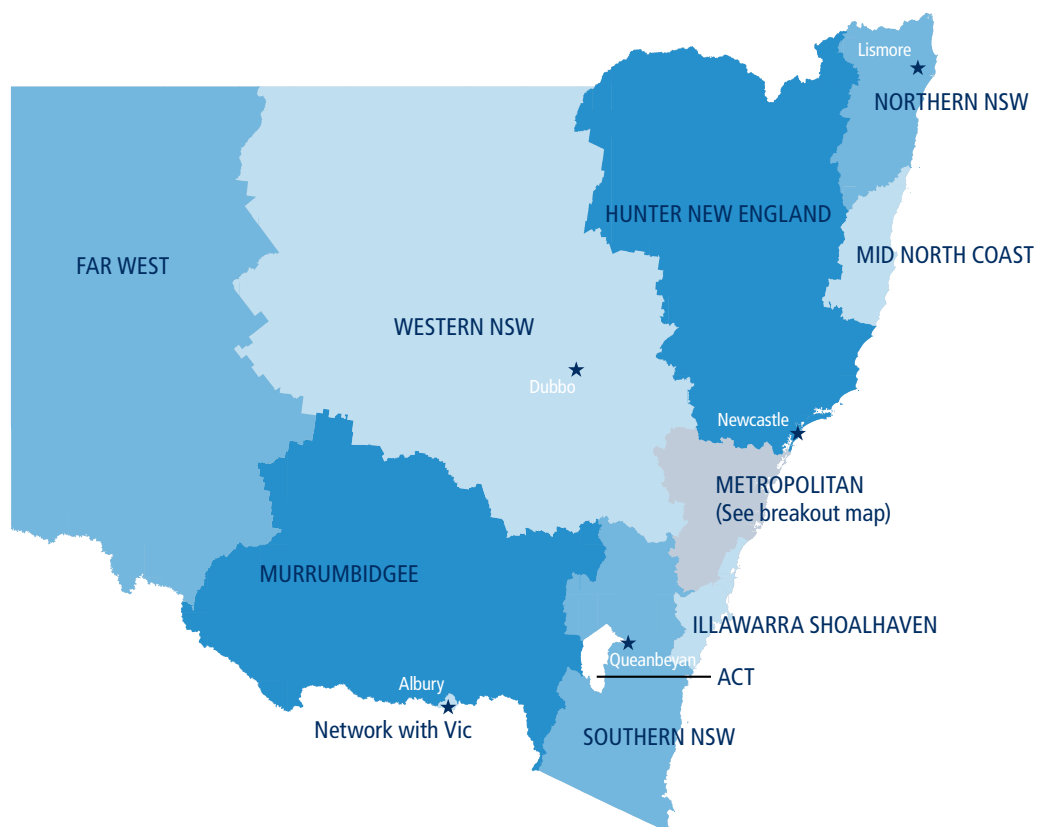 Lismore
NORTHERN NSW
HUNTER NEW ENGLAND
MID NORTH COAST
FAR WEST
WESTERN NSW
Dubbo
Newcastle
METROPOLITAN
(See breakout map)
MURRUMBIDGEE
ILLAWARRA SHOALHAVEN
Queanbeyan
ACT
Albury
Network with Vic
SOUTHERN NSW